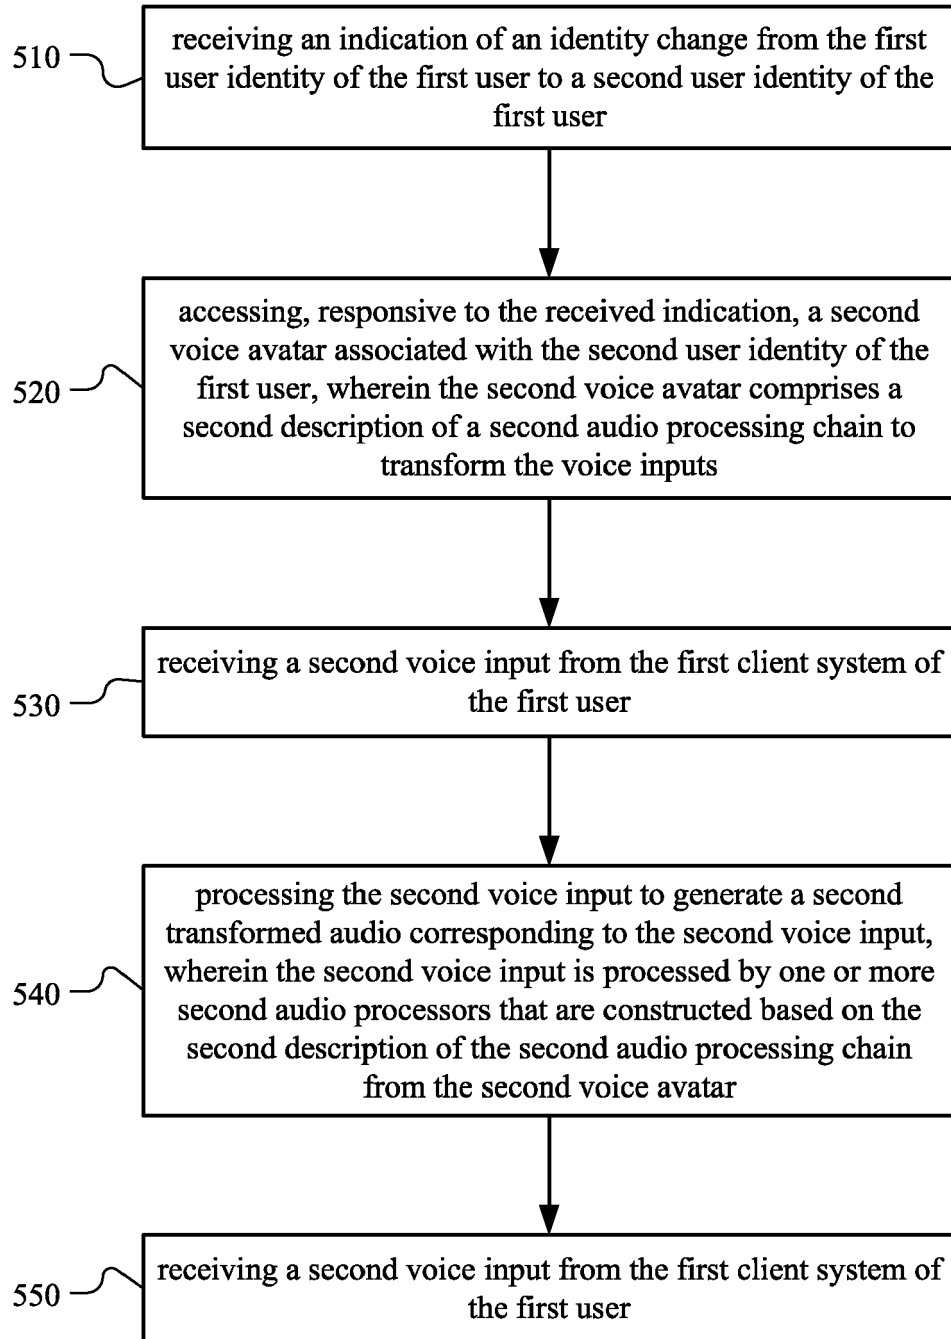 510
receiving an indication of an identity change from the first
user identity of the first user to a second user identity of the
first user
520
accessing, responsive to the received indication, a second
voice avatar associated with the second user identity of the
first user, wherein the second voice avatar comprises a
second description of a second audio processing chain to
transform the voice inputs
530
receiving a second voice input from the first client system of
the first user
540
processing the second voice input to generate a second
transformed audio corresponding to the second voice input,
wherein the second voice input is processed by one or more
second audio processors that are constructed based on the
second description of the second audio processing chain
from the second voice avatar
550
receiving a second voice input from the first client system of
the first user